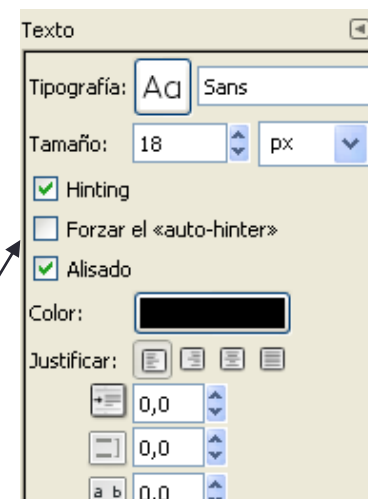 Texto
Tipografía: Aa Sans
Tamaño: 18 px
Hinting
Forzar el «auto-hinter»
Alisado
Color:
Justificar:
0,0
0,0
a b 0,0